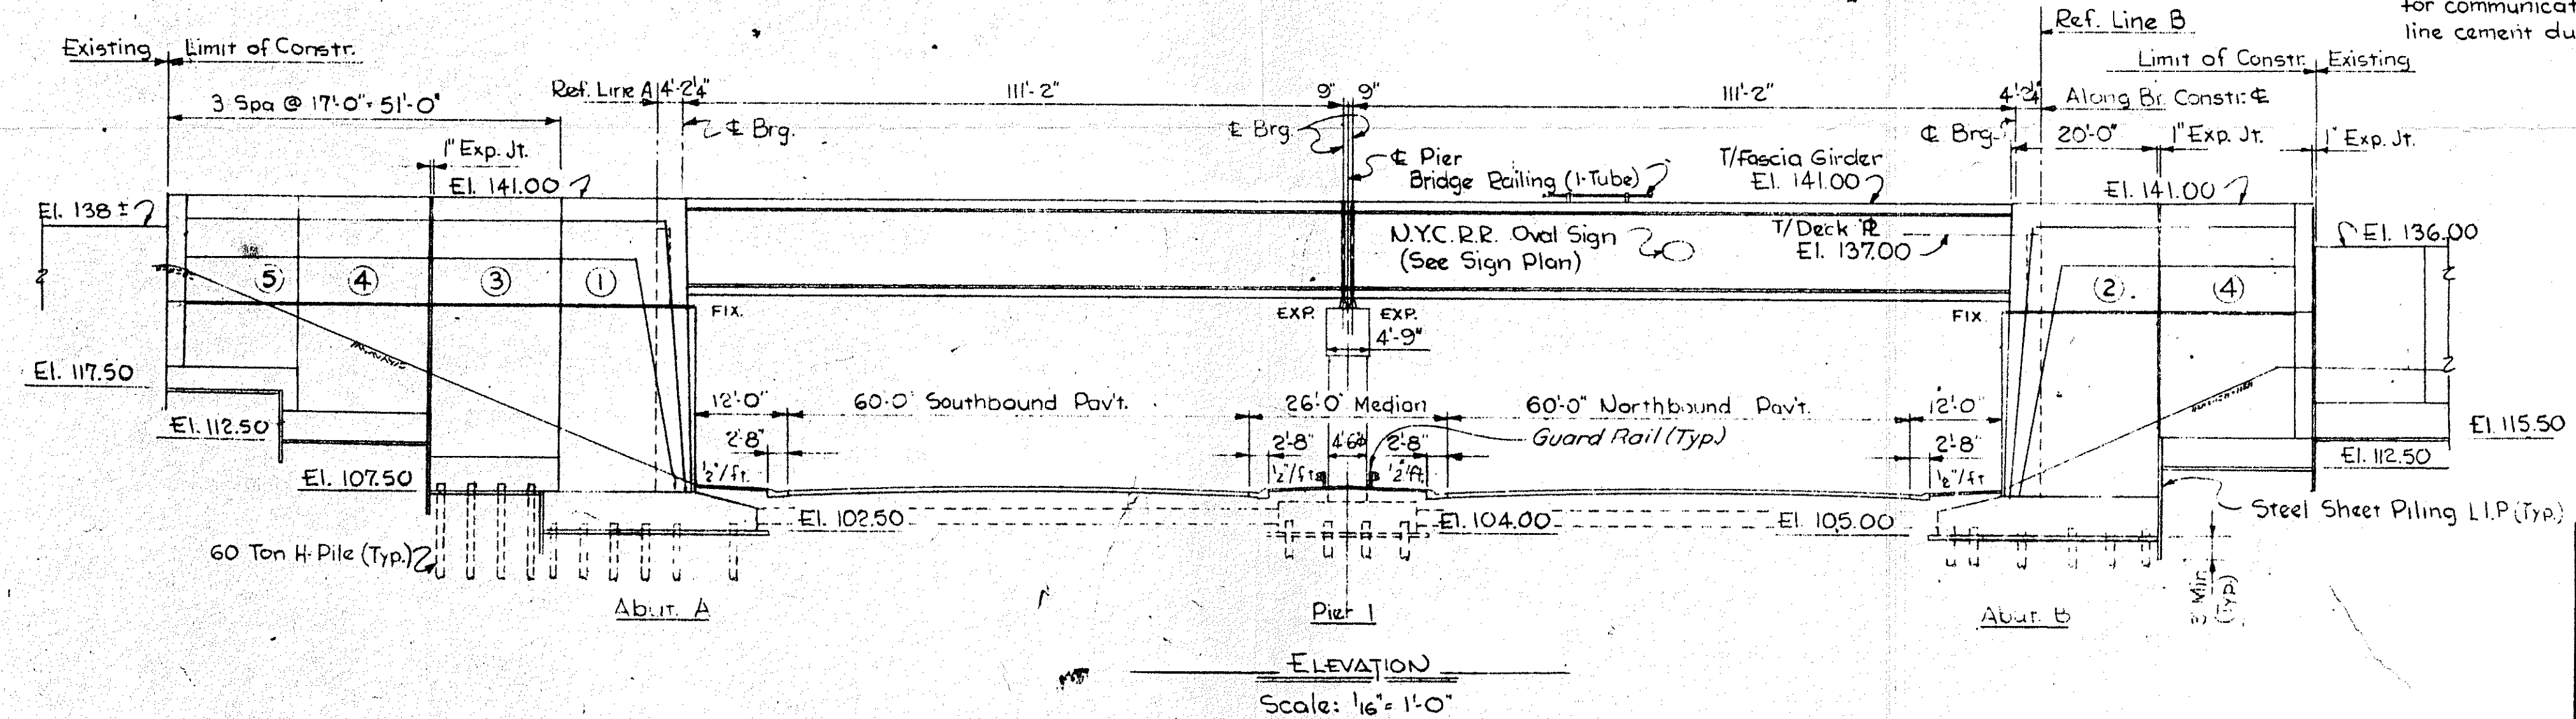 for communicat
line cement du
Ref. Line B
Existing Limit of Constr.
Limit of Constr. Existing
3 Spa @ 17'-0" = 51'-0"
Ref. Line A 4'-2¼" 111'-2" 9" 9" 111'-2" 4'-2¼" Along Br. Constr. ℄
℄ Brg. ℄ Brg. ℄ Brg. 20'-0" 1" Exp. Jt. 1" Exp. Jt.
1" Exp. Jt.
℄ Pier
Bridge Railing (1-Tube)
T/Fascia Girder
El. 141.00
El. 141.00
El. 141.00
El. 138 ±
N.Y.C.R.R. Oval Sign
(See Sign Plan)
T/Deck ℞
El. 137.00
El. 136.00
5 4 3 1 2 4
FIX. EXP. EXP. FIX.
4'-9"
El. 117.50
12'-0" 60'-0" Southbound Pav't. 26'-0" Median 60'-0" Northbound Pav't. 12'-0"
El. 112.50
2'-8" 2'-8" 4'-6" 2'-8" Guard Rail (Typ.) 2'-8"
El. 115.50
½"/ft. ½"/ft. ½"/ft. ½"/ft
El. 112.50
El. 107.50
El. 102.50 El. 104.00 El. 105.00
Steel Sheet Piling L.I.P (Typ.)
60 Ton H-Pile (Typ.)
3' Min
(Typ.)
Abut. A Pier 1 Abut. B
ELEVATION
Scale: 1/16" = 1'-0"